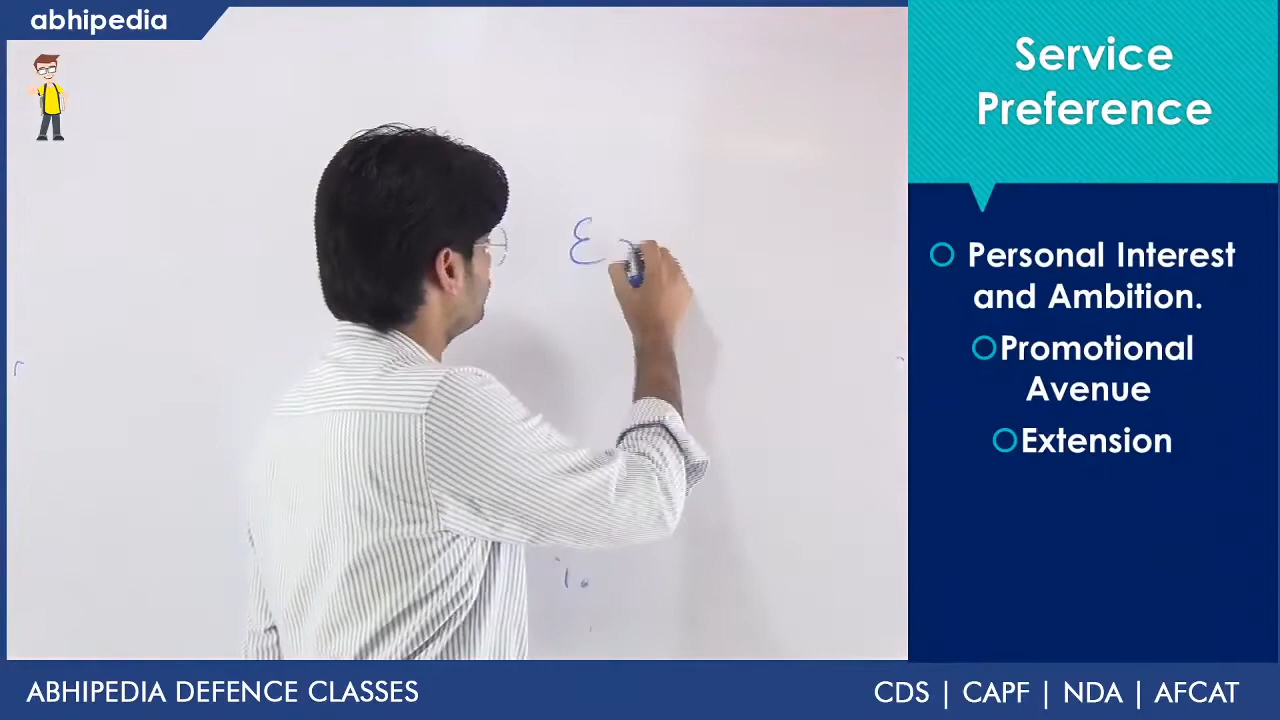 abhipedia
Service
Preference
Personal Interest
and Ambition.
Promotional
Avenue
Extension
ABHIPEDIA DEFENCE CLASSES
CDS | CAPF | NDA | AFCAT